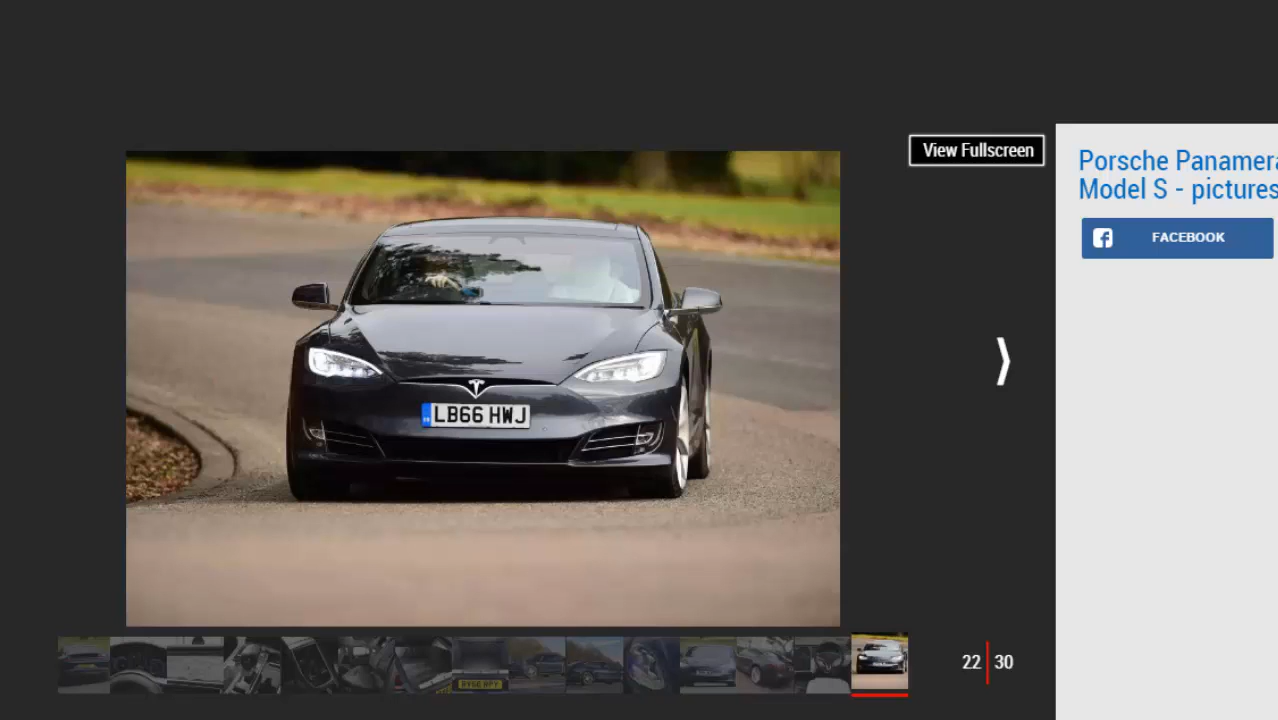 View Fullscreen
Porsche Panamera
Model S - pictures
FACEBOOK
LB66 HWJ
22 30